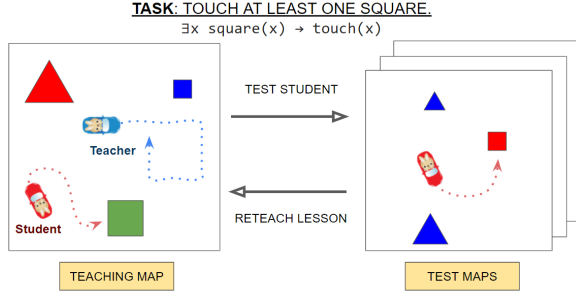 TASK: TOUCH AT LEAST ONE SQUARE.
∃x square(x) → touch(x)
TEST STUDENT
Teacher
Student
RETEACH LESSON
TEACHING MAP
TEST MAPS